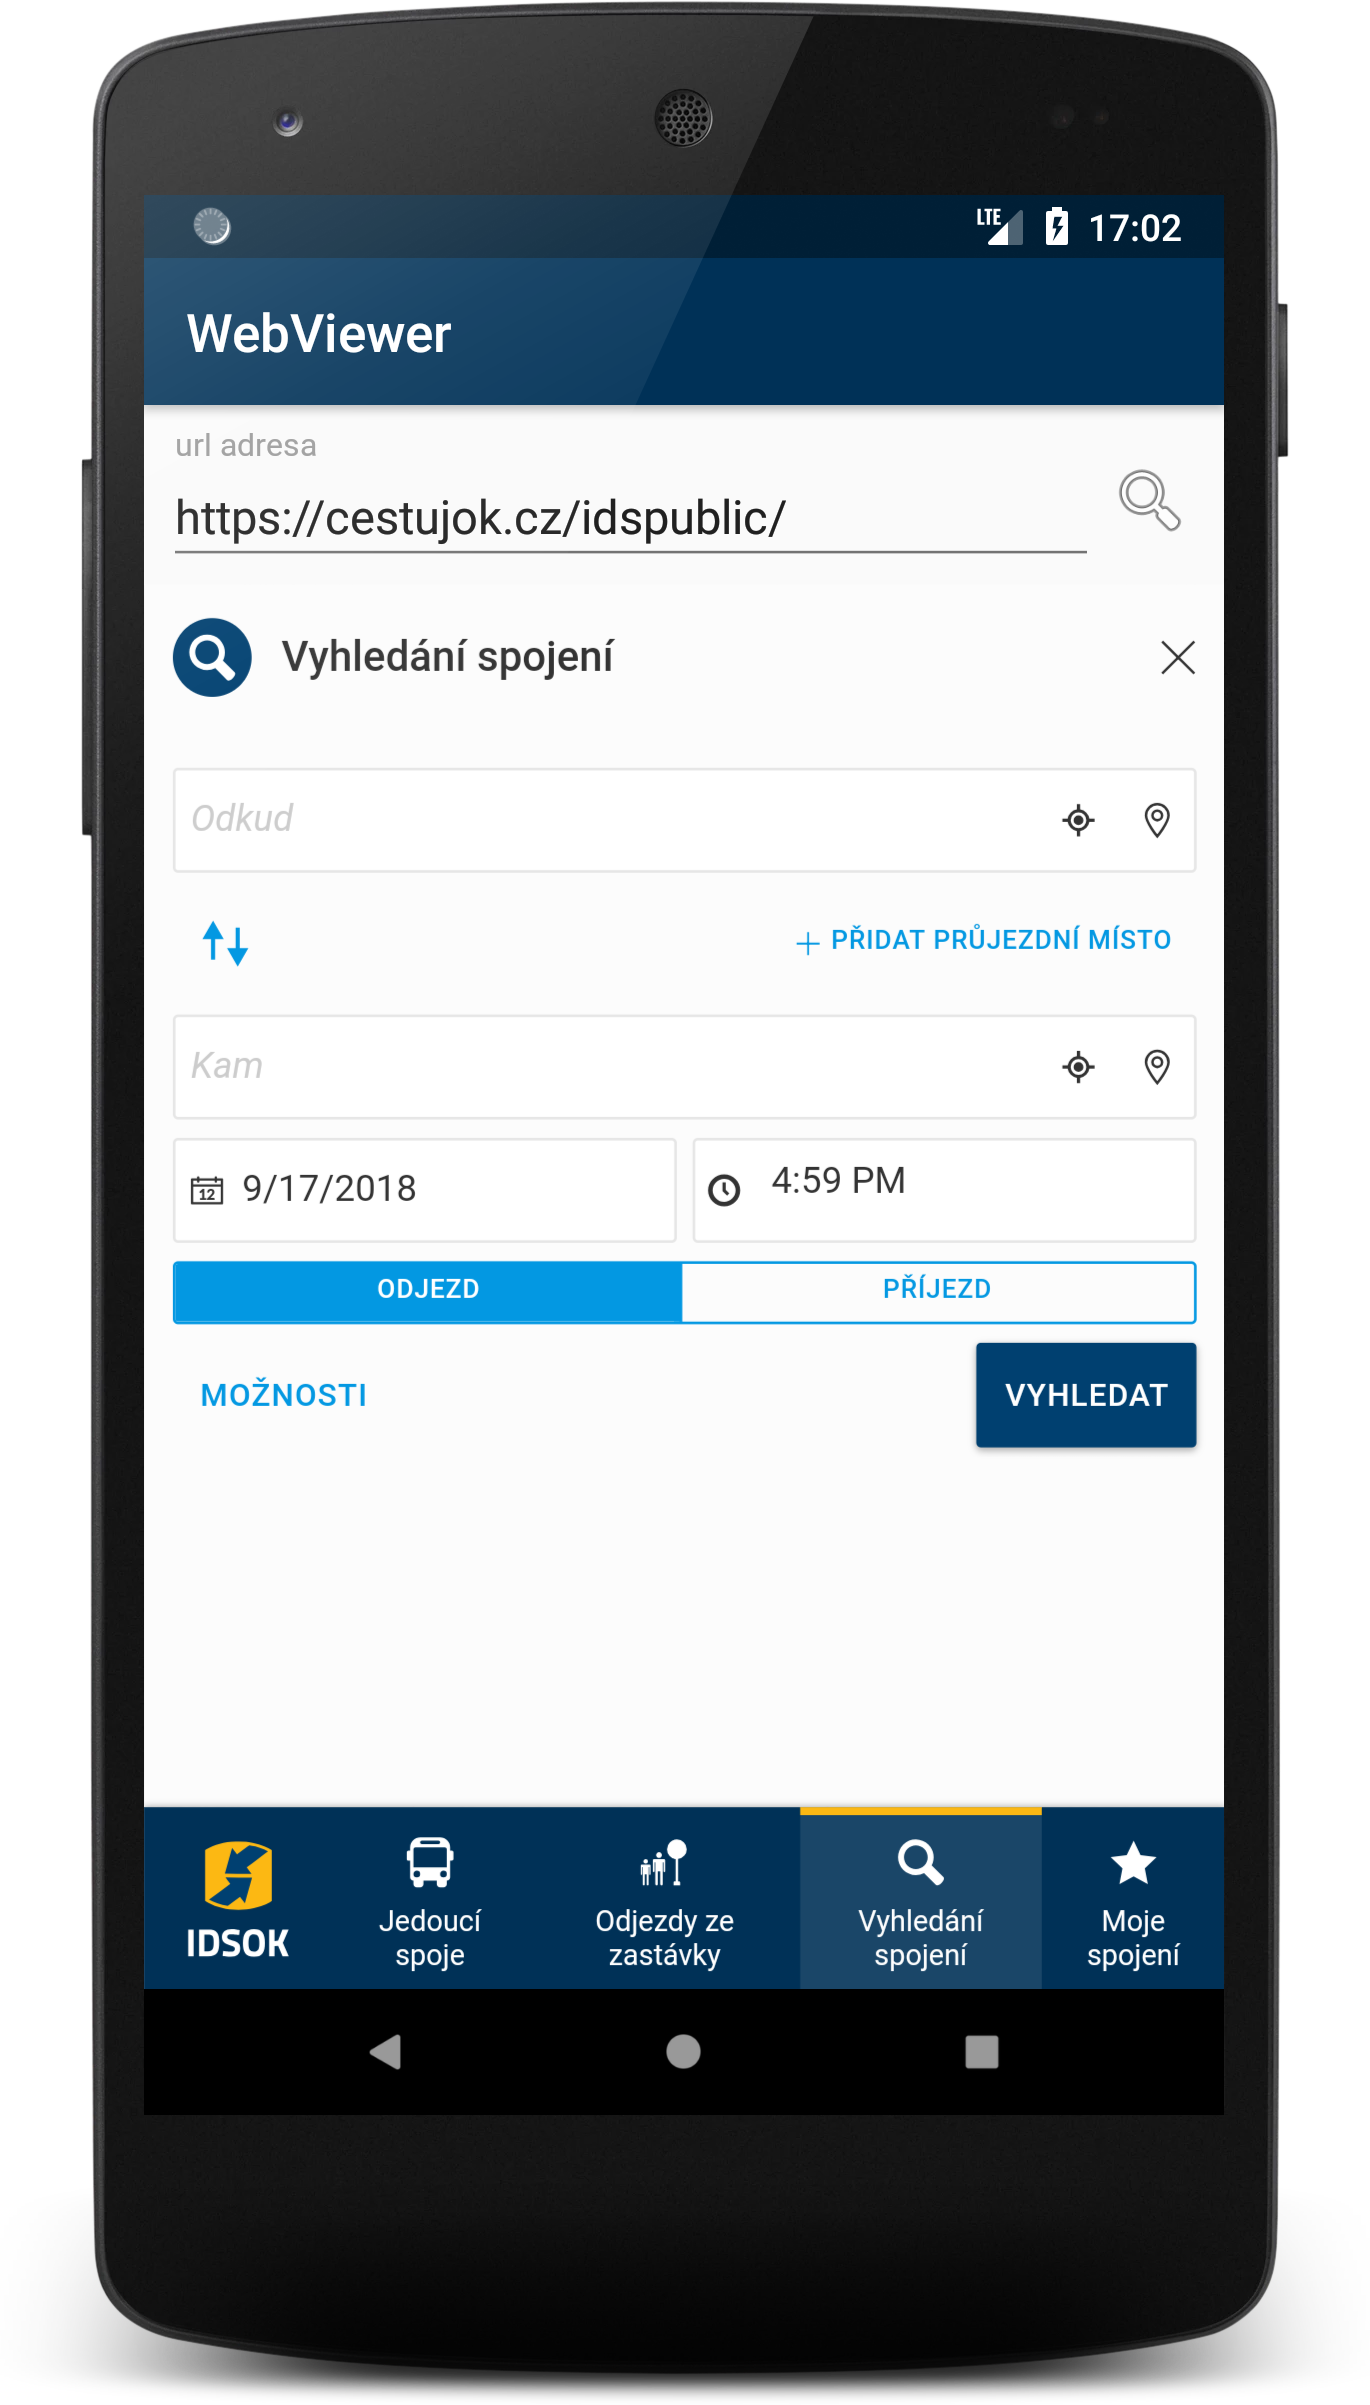 LTE 17:02
WebViewer
url adresa
https://cestujok.cz/idspublic/
Vyhledání spojení
Odkud
PŘIDAT PRŮJEZDNÍ MÍSTO
Kam
12 9/17/2018 4:59 PM
ODJEZD PŘÍJEZD
MOŽNOSTI VYHLEDAT
IDSOK
Jedoucí
spoje
Odjezdy ze
zastávky
Vyhledání
spojení
Moje
spojení